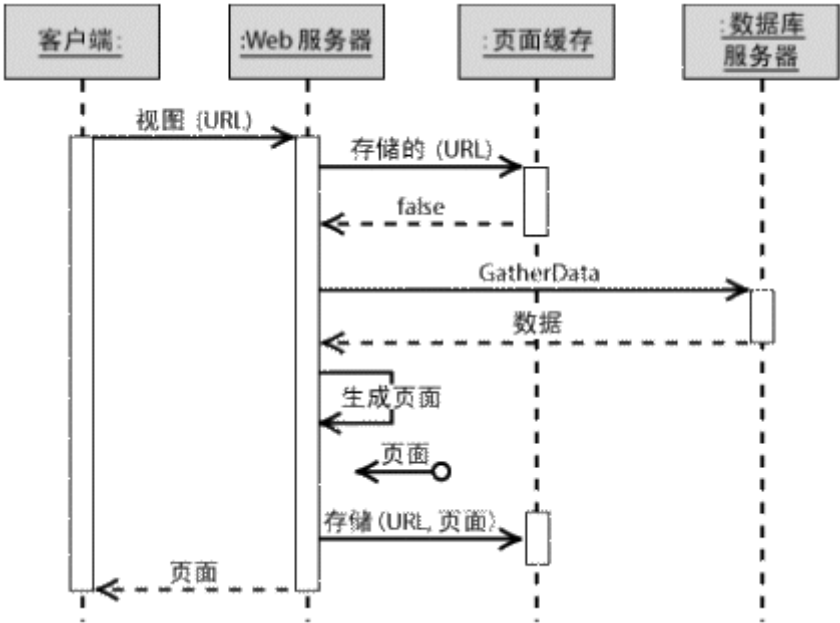 客户端:
:Web 服务器
:页面缓存
:数据库
服务器
视图 (URL)
存储的 (URL)
false
GatherData
数据
生成页面
页面
存储 (URL, 页面)
页面